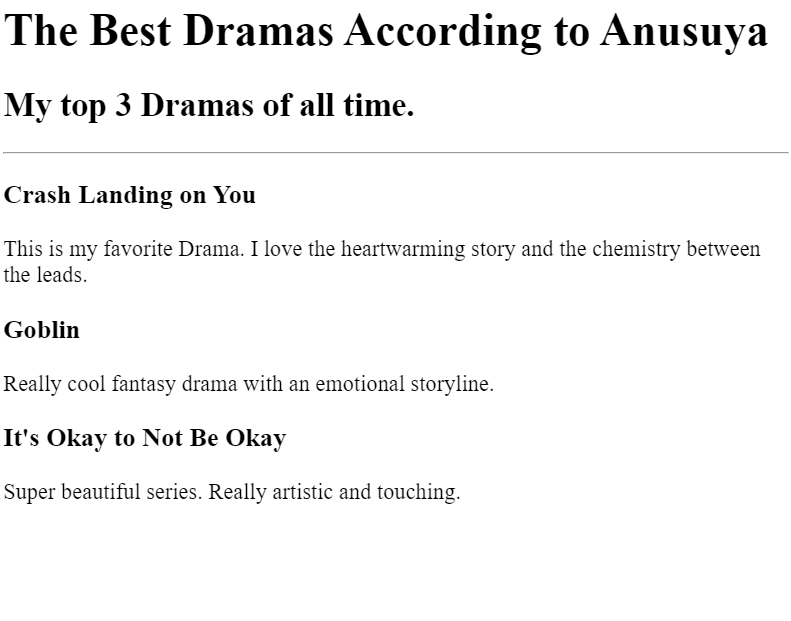 The Best Dramas According to Anusuya
My top 3 Dramas of all time.
Crash Landing on You
This is my favorite Drama. I love the heartwarming story and the chemistry between
the leads.
Goblin
Really cool fantasy drama with an emotional storyline.
It's Okay to Not Be Okay
Super beautiful series. Really artistic and touching.